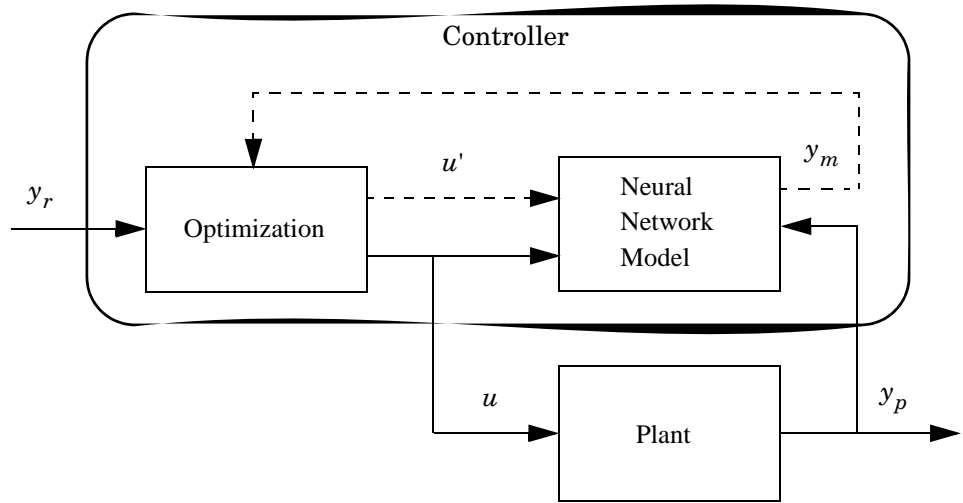 Controller
u'
y_m
y_r
Optimization
Neural
Network
Model
u
y_p
Plant